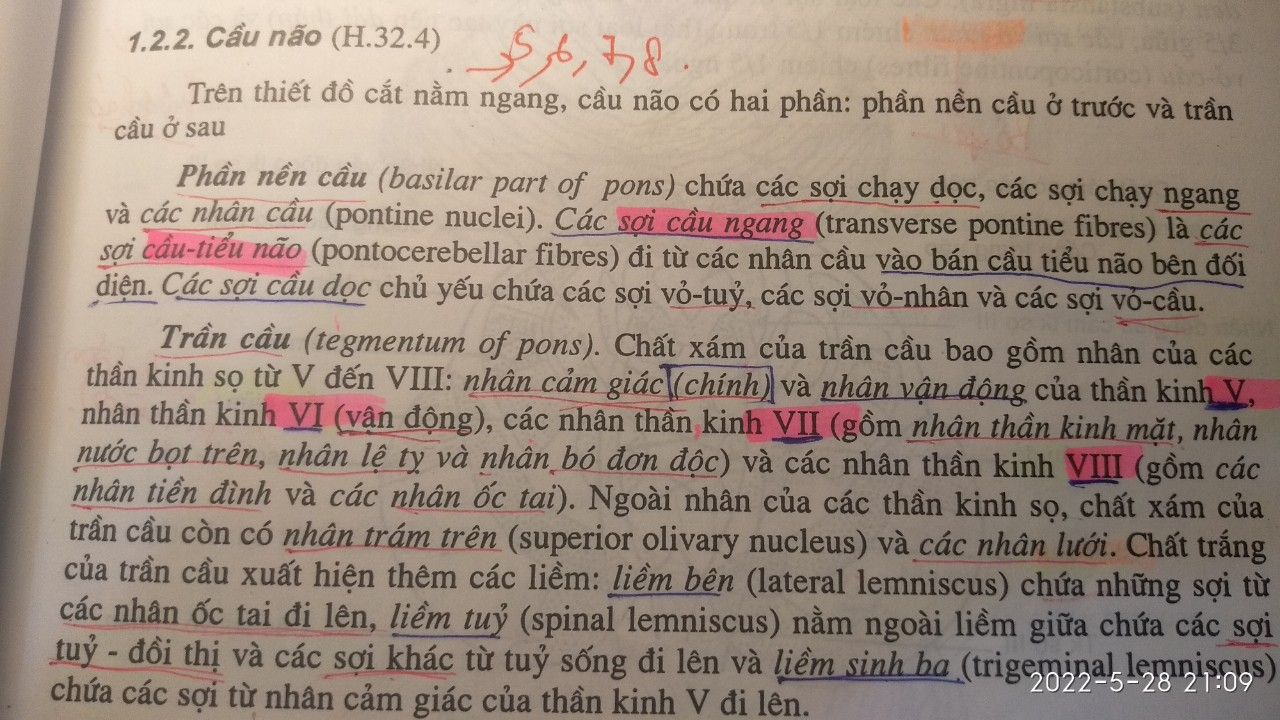 1.2.2. Cầu não (H.32.4)
5, 6, 7, 8.
Trên thiết đồ cắt nằm ngang, cầu não có hai phần: phần nền cầu ở trước và trần
cầu ở sau
Phần nền cầu (basilar part of pons) chứa các sợi chạy dọc, các sợi chạy ngang
và các nhân cầu (pontine nuclei). Các sợi cầu ngang (transverse pontine fibres) là các
sợi cầu-tiểu não (pontocerebellar fibres) đi từ các nhân cầu vào bán cầu tiểu não bên đối
diện. Các sợi cầu dọc chủ yếu chứa các sợi vỏ-tuỷ, các sợi vỏ-nhân và các sợi vỏ-cầu.
Trần cầu (tegmentum of pons). Chất xám của trần cầu bao gồm nhân của các
thần kinh sọ từ V đến VIII: nhân cảm giác (chính) và nhân vận động của thần kinh V,
nhân thần kinh VI (vận động), các nhân thần kinh VII (gồm nhân thần kinh mặt, nhân
nước bọt trên, nhân lệ tỵ và nhân bó đơn độc) và các nhân thần kinh VIII (gồm các
nhân tiền đình và các nhân ốc tai). Ngoài nhân của các thần kinh sọ, chất xám của
trần cầu còn có nhân trám trên (superior olivary nucleus) và các nhân lưới. Chất trắng
của trần cầu xuất hiện thêm các liềm: liềm bên (lateral lemniscus) chứa những sợi từ
các nhân ốc tai đi lên, liềm tuỷ (spinal lemniscus) nằm ngoài liềm giữa chứa các sợi
tuỷ - đồi thị và các sợi khác từ tuỷ sống đi lên và liềm sinh ba (trigeminal lemniscus)
chứa các sợi từ nhân cảm giác của thần kinh V đi lên.
2022-5-28 21:09